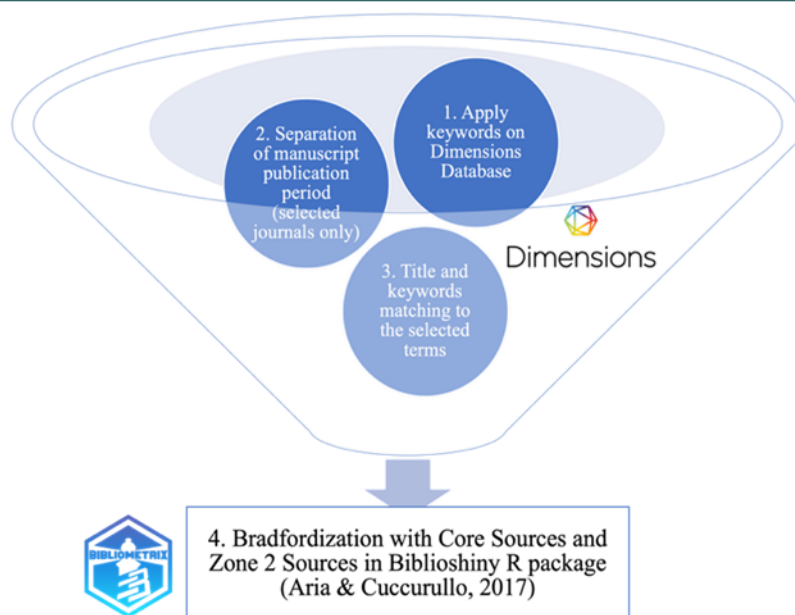 1. Apply
keywords on
Dimensions
Database
2. Separation
of manuscript
publication
period
(selected
journals only)
3. Title and
keywords
matching to
the selected
terms
Dimensions
BIBLIOMETRIX
4. Bradfordization with Core Sources and
Zone 2 Sources in Biblioshiny R package
(Aria & Cuccurullo, 2017)